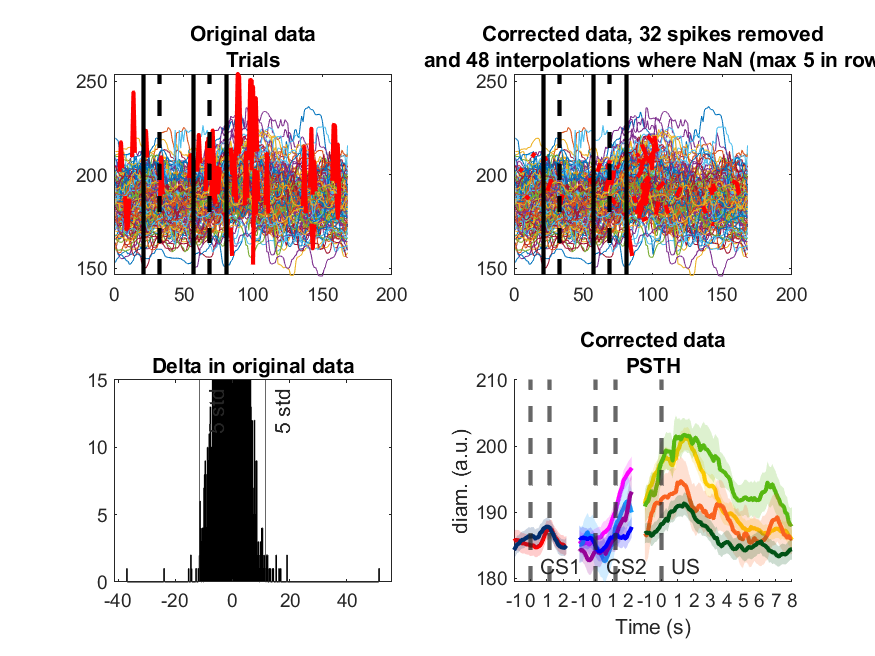 Original data
Trials
250
200
150
0 50 100 150 200
Corrected data, 32 spikes removed
and 48 interpolations where NaN (max 5 in row
250
200
150
0 50 100 150 200
Delta in original data
15
10
5
0
5 std
5 std
-40 -20 0 20 40
Corrected data
PSTH
210
200
190
180
diam. (a.u.)
CS1 CS2 US
-1 0 1 2 -1 0 1 2 -1 0 1 2 3 4 5 6 7 8
Time (s)